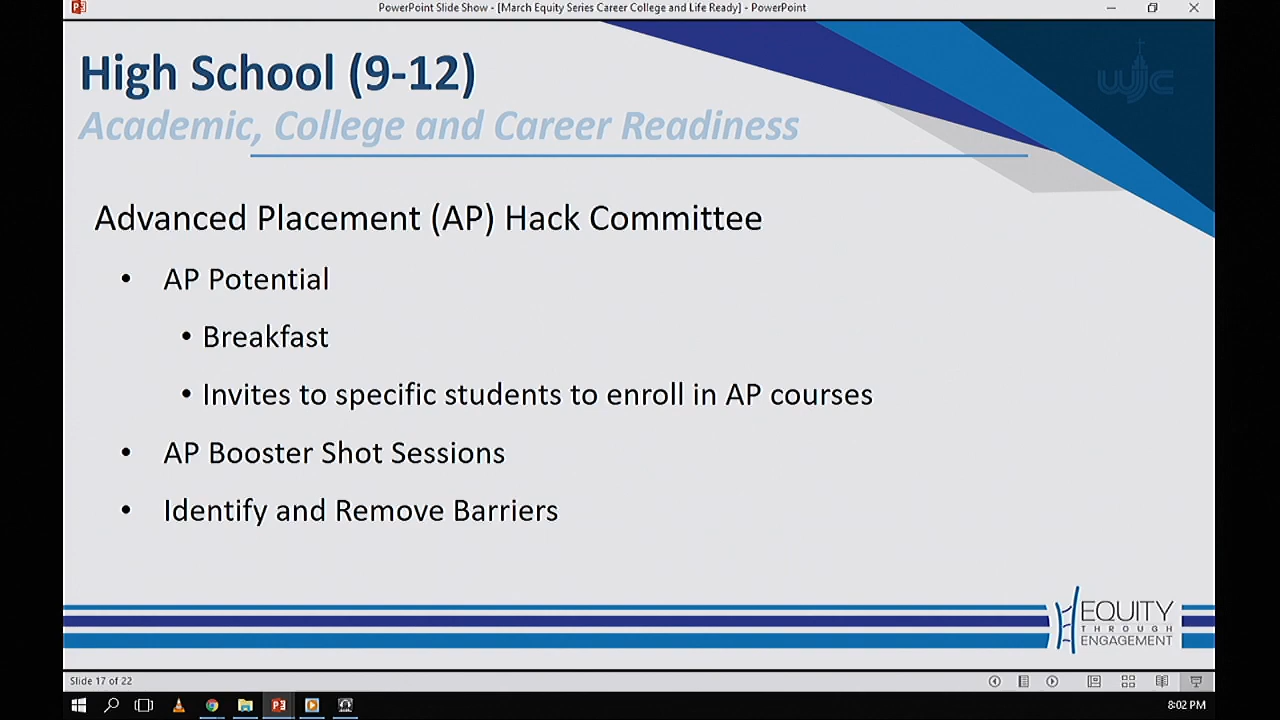 PowerPoint Slide Show - [March Equity Series Career College and Life Ready] - PowerPoint
High School (9-12)
Academic, College and Career Readiness
WJC
Advanced Placement (AP) Hack Committee
• AP Potential
• Breakfast
• Invites to specific students to enroll in AP courses
• AP Booster Shot Sessions
• Identify and Remove Barriers
EQUITY
THROUGH
ENGAGEMENT
Slide 17 of 22
8:02 PM